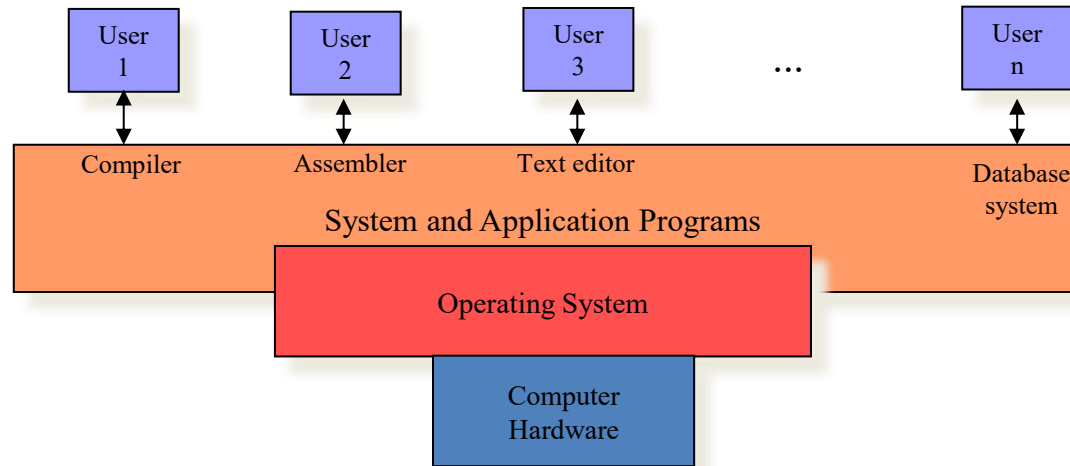 User
1
User
2
User
3
...
User
n
Compiler
Assembler
Text editor
Database
system
System and Application Programs
Operating System
Computer
Hardware